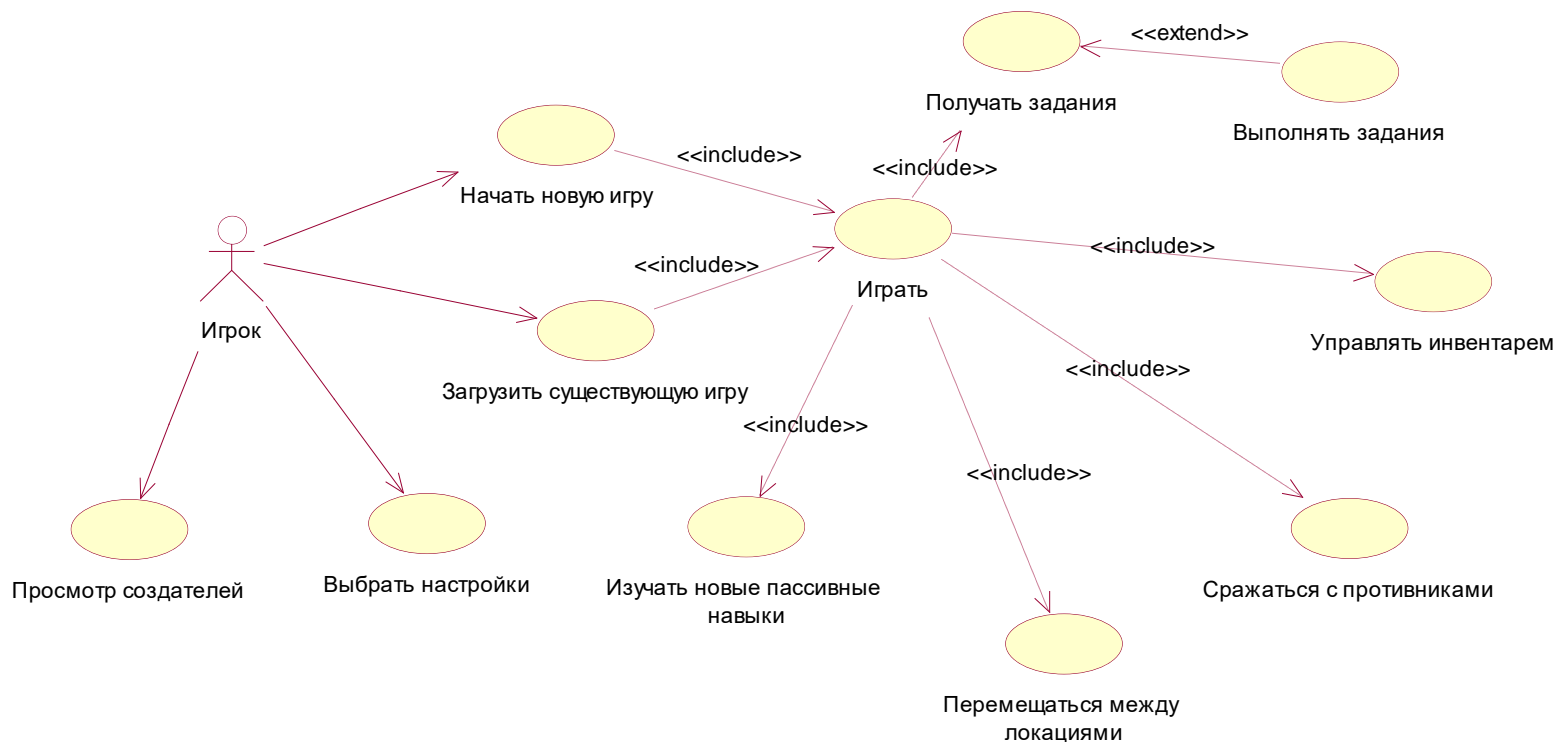 <<extend>>
Получать задания
Выполнять задания
<<include>>
<<include>>
Начать новую игру
<<include>>
<<include>>
Играть
Игрок
Управлять инвентарем
<<include>>
Загрузить существующую игру
<<include>>
<<include>>
Просмотр создателей
Выбрать настройки
Изучать новые пассивные
навыки
Сражаться с противниками
Перемещаться между
локациями